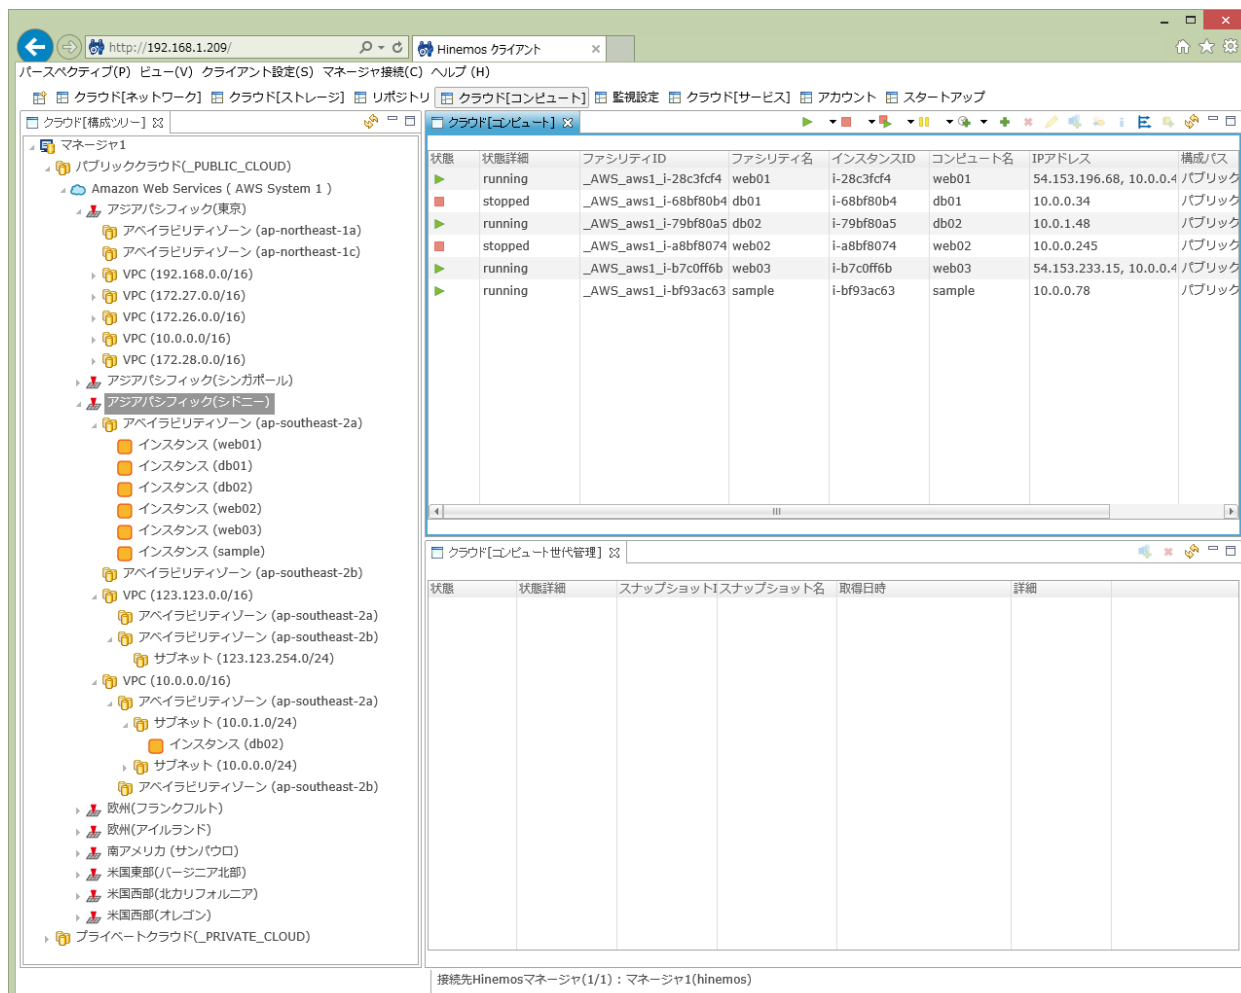 http://192.168.1.209/
Hinemos クライアント
パースペクティブ(P) ビュー(V) クライアント設定(S) マネージャ接続(C) ヘルプ (H)
クラウド[ネットワーク] クラウド[ストレージ] リポジトリ クラウド[コンピュート] 監視設定 クラウド[サービス] アカウント スタートアップ
クラウド[構成ツリー]
マネージャ1
パブリッククラウド(_PUBLIC_CLOUD)
Amazon Web Services ( AWS System 1 )
アジアパシフィック(東京)
アベイラビリティゾーン (ap-northeast-1a)
アベイラビリティゾーン (ap-northeast-1c)
VPC (192.168.0.0/16)
VPC (172.27.0.0/16)
VPC (172.26.0.0/16)
VPC (10.0.0.0/16)
VPC (172.28.0.0/16)
アジアパシフィック(シンガポール)
アジアパシフィック(シドニー)
アベイラビリティゾーン (ap-southeast-2a)
インスタンス (web01)
インスタンス (db01)
インスタンス (db02)
インスタンス (web02)
インスタンス (web03)
インスタンス (sample)
アベイラビリティゾーン (ap-southeast-2b)
VPC (123.123.0.0/16)
アベイラビリティゾーン (ap-southeast-2a)
アベイラビリティゾーン (ap-southeast-2b)
サブネット (123.123.254.0/24)
VPC (10.0.0.0/16)
アベイラビリティゾーン (ap-southeast-2a)
サブネット (10.0.1.0/24)
インスタンス (db02)
サブネット (10.0.0.0/24)
アベイラビリティゾーン (ap-southeast-2b)
欧州(フランクフルト)
欧州(アイルランド)
南アメリカ (サンパウロ)
米国東部(バージニア北部)
米国西部(北カリフォルニア)
米国西部(オレゴン)
プライベートクラウド(_PRIVATE_CLOUD)
クラウド[コンピュート]
状態 状態詳細 ファシリティID ファシリティ名 インスタンスID コンピュート名 IPアドレス 構成パス
running _AWS_aws1_i-28c3fcf4 web01 i-28c3fcf4 web01 54.153.196.68, 10.0.0.4 パブリック
stopped _AWS_aws1_i-68bf80b4 db01 i-68bf80b4 db01 10.0.0.34 パブリック
running _AWS_aws1_i-79bf80a5 db02 i-79bf80a5 db02 10.0.1.48 パブリック
stopped _AWS_aws1_i-a8bf8074 web02 i-a8bf8074 web02 10.0.0.245 パブリック
running _AWS_aws1_i-b7c0ff6b web03 i-b7c0ff6b web03 54.153.233.15, 10.0.0.4 パブリック
running _AWS_aws1_i-bf93ac63 sample i-bf93ac63 sample 10.0.0.78 パブリック
クラウド[コンピュート世代管理]
状態 状態詳細 スナップショットI スナップショット名 取得日時 詳細
接続先Hinemosマネージャ(1/1) : マネージャ1(hinemos)